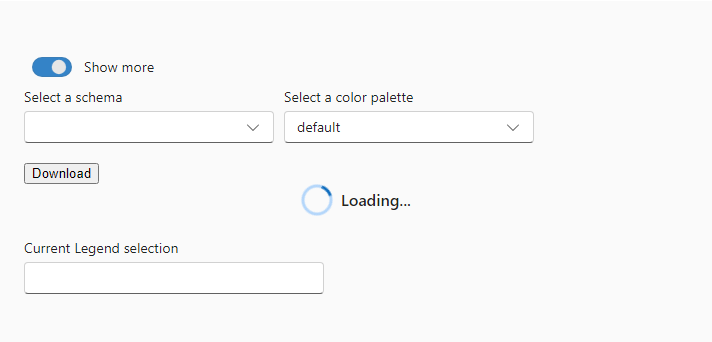 Show more
Select a schema
Select a color palette
default
Download
Loading...
Current Legend selection